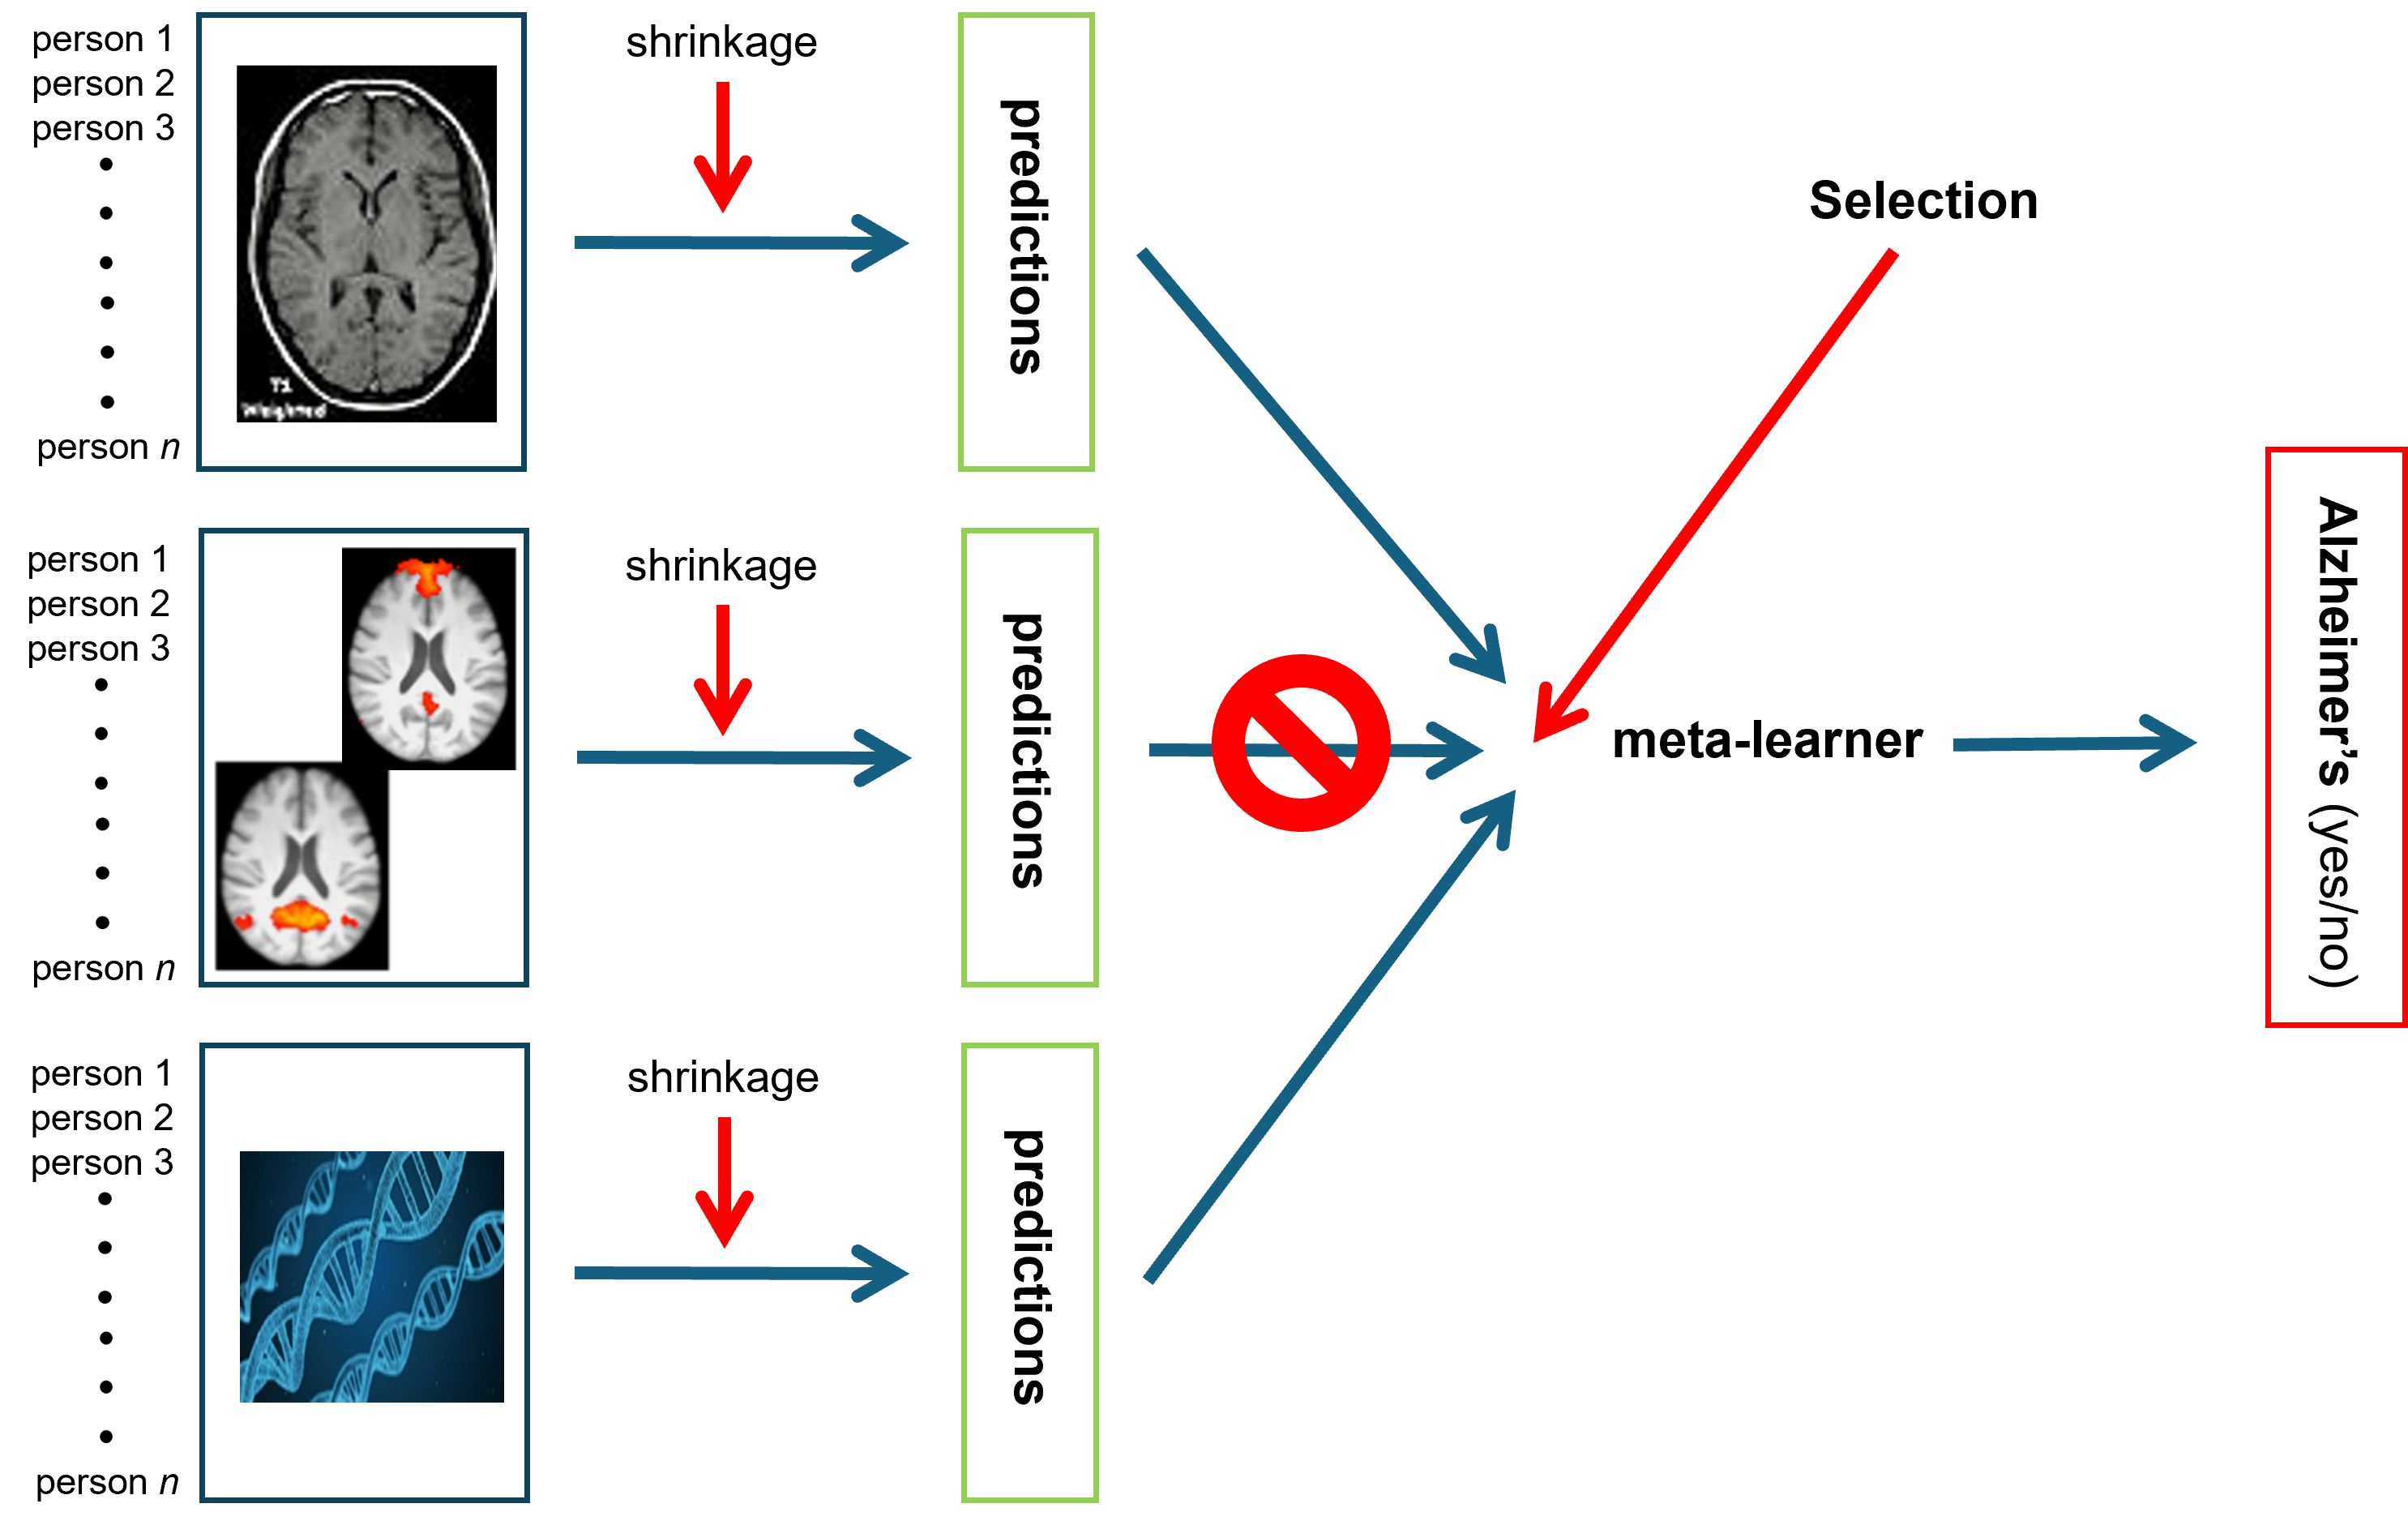 person 1
person 2
person 3
person n
T1
Weighted
shrinkage
predictions
person 1
person 2
person 3
person n
shrinkage
predictions
person 1
person 2
person 3
person n
shrinkage
predictions
Selection
meta-learner
Alzheimer’s (yes/no)